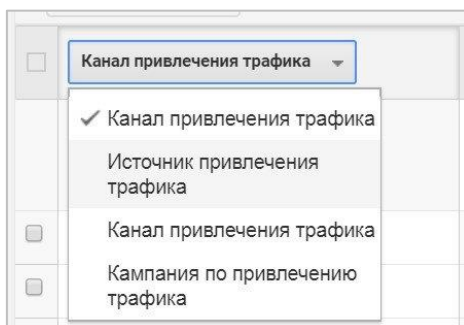 Канал привлечения трафика
Канал привлечения трафика
Источник привлечения
трафика
Канал привлечения трафика
Кампания по привлечению
трафика